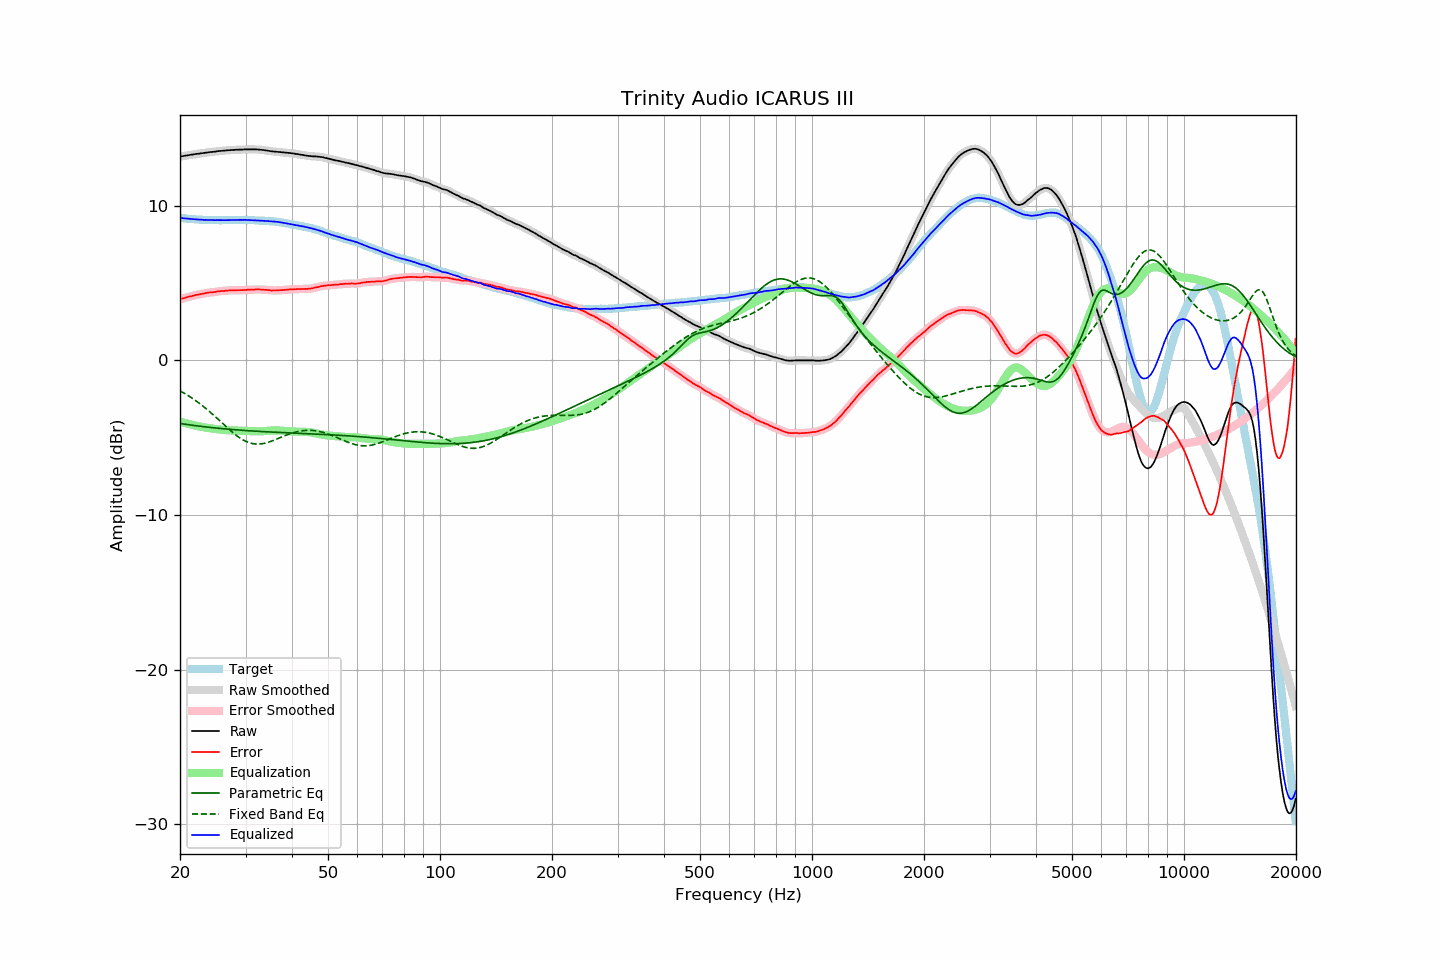 Trinity Audio ICARUS III
Amplitude (dBr)
10
0
−10
−20
−30
Target
Raw Smoothed
Error Smoothed
Raw
Error
Equalization
Parametric Eq
Fixed Band Eq
Equalized
20 50 100 200 500 1000 2000 5000 10000 20000
Frequency (Hz)